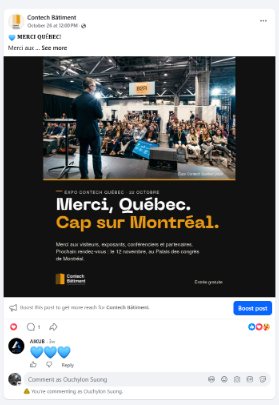 Contech Bâtiment
October 24 at 12:00 PM
MERCI QUÉBEC!
Merci aux ... See more
EXPO CONTECH QUÉBEC · 22 OCTOBRE
Merci, Québec.
Cap sur Montréal.
Merci aux visiteurs, exposants, conférenciers et partenaires.
Prochain rendez-vous : le 12 novembre, au Palais des congrès
de Montréal.
Contech
Bâtiment
Entrée gratuite
Boost this post to get more reach for Contech Bâtiment.
Boost post
1
Reply
Comment as Ouchylon Suong
You're commenting as Ouchylon Suong.